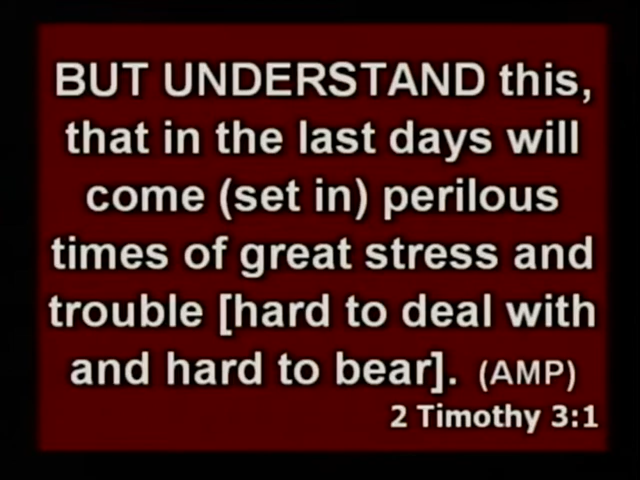 BUT UNDERSTAND this,
that in the last days will
come (set in) perilous
times of great stress and
trouble [hard to deal with
and hard to bear]. (AMP)
2 Timothy 3:1